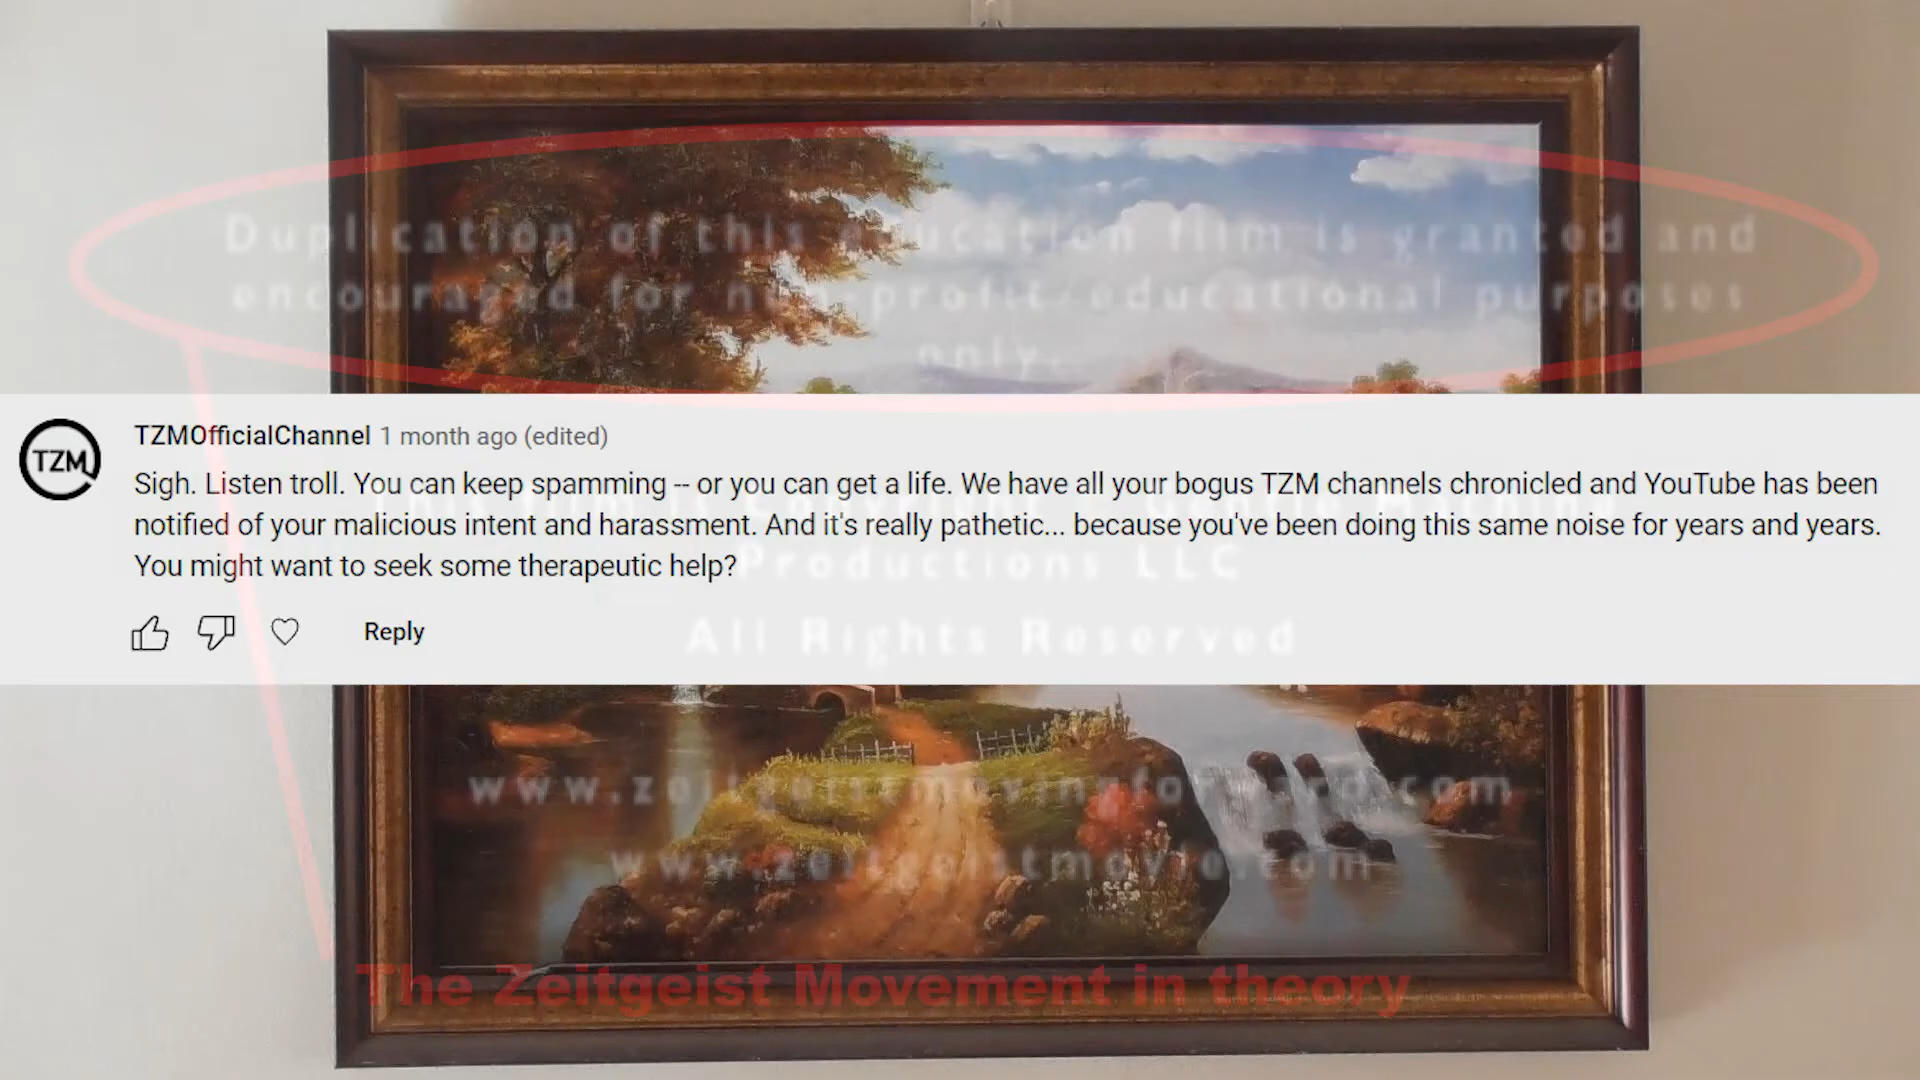 Duplication of this education film is granted and
encouraged for non-profit/educational purposes
only.
TZMOfficialChannel 1 month ago (edited)
TZM
Sigh. Listen troll. You can keep spamming -- or you can get a life. We have all your bogus TZM channels chronicled and YouTube has been
notified of your malicious intent and harassment. And it's really pathetic... because you've been doing this same noise for years and years.
You might want to seek some therapeutic help?
Productions LLC
Reply
All Rights Reserved
www.zeitgeistmovingforward.com
www.zeitgeistmovie.com
The Zeitgeist Movement in theory